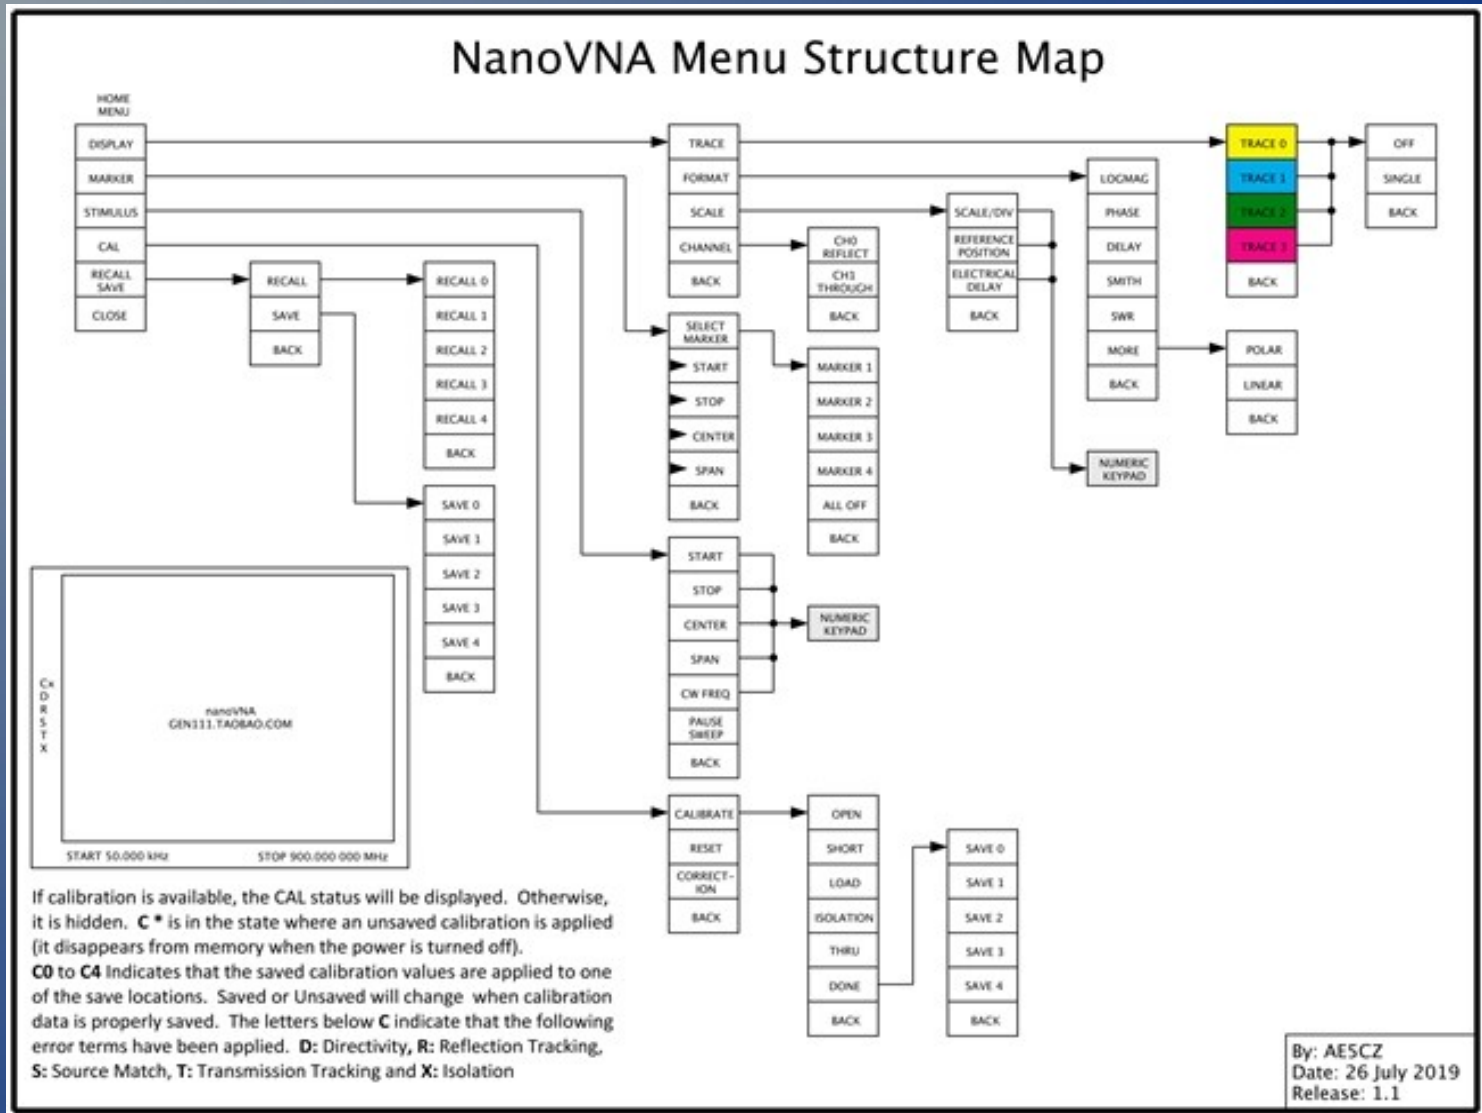 NanoVNA Menu Structure Map
HOME
MENU
DISPLAY
MARKER
STIMULUS
CAL
RECALL
SAVE
CLOSE
RECALL
SAVE
BACK
RECALL 0
RECALL 1
RECALL 2
RECALL 3
RECALL 4
BACK
SAVE 0
SAVE 1
SAVE 2
SAVE 3
SAVE 4
BACK
TRACE
FORMAT
SCALE
CHANNEL
BACK
SELECT
MARKER
START
STOP
CENTER
SPAN
BACK
START
STOP
CENTER
SPAN
CW FREQ
PAUSE
SWEEP
BACK
CALIBRATE
RESET
CORRECT-
ION
BACK
CH0
REFLECT
CH1
THROUGH
BACK
MARKER 1
MARKER 2
MARKER 3
MARKER 4
ALL OFF
BACK
NUMERIC
KEYPAD
OPEN
SHORT
LOAD
ISOLATION
THRU
DONE
BACK
SCALE/DIV
REFERENCE
POSITION
ELECTRICAL
DELAY
BACK
SAVE 0
SAVE 1
SAVE 2
SAVE 3
SAVE 4
BACK
LOGMAG
PHASE
DELAY
SMITH
SWR
MORE
BACK
NUMERIC
KEYPAD
TRACE 0
TRACE 1
TRACE 2
TRACE 3
BACK
POLAR
LINEAR
BACK
OFF
SINGLE
BACK
Cx
D
R
S
T
X
nanoVNA
GEN111.TAOBAO.COM
START 50.000 kHz STOP 900.000 000 MHz
If calibration is available, the CAL status will be displayed. Otherwise,
it is hidden. C * is in the state where an unsaved calibration is applied
(it disappears from memory when the power is turned off).
C0 to C4 Indicates that the saved calibration values are applied to one
of the save locations. Saved or Unsaved will change when calibration
data is properly saved. The letters below C indicate that the following
error terms have been applied. D: Directivity, R: Reflection Tracking,
S: Source Match, T: Transmission Tracking and X: Isolation
By: AE5CZ
Date: 26 July 2019
Release: 1.1